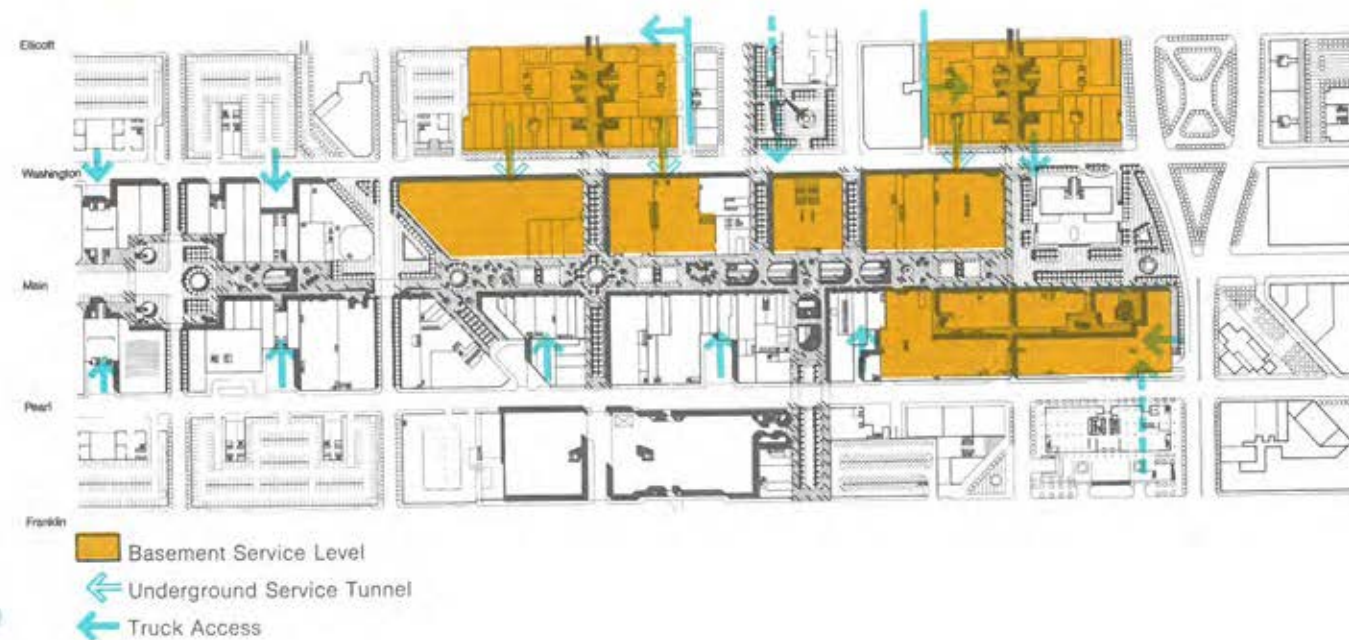 Ellicott
Washington
Main
Pearl
Franklin
Basement Service Level
Underground Service Tunnel
Truck Access